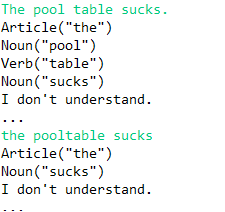 The pool table sucks.
Article("the")
Noun("pool")
Verb("table")
Noun("sucks")
I don't understand.
...
the pooltable sucks
Article("the")
Noun("sucks")
I don't understand.
...